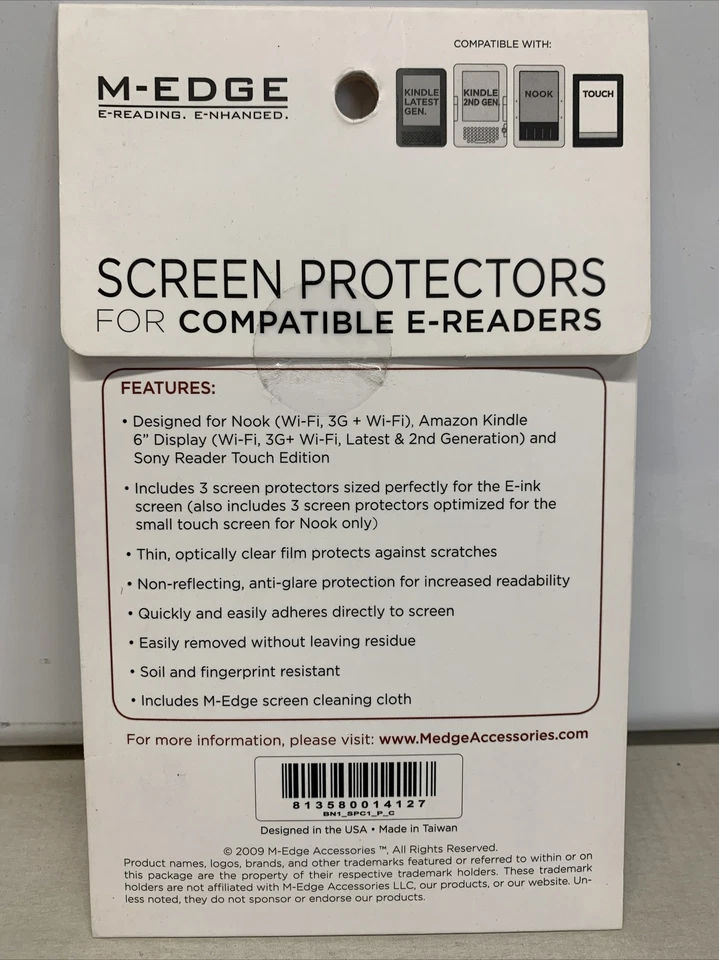 COMPATIBLE WITH:
M-EDGE
E-READING. E-NHANCED.
KINDLE
LATEST
GEN.
KINDLE
2ND GEN.
NOOK
TOUCH
SCREEN PROTECTORS
FOR COMPATIBLE E-READERS
FEATURES:
• Designed for Nook (Wi-Fi, 3G + Wi-Fi), Amazon Kindle
6” Display (Wi-Fi, 3G+ Wi-Fi, Latest & 2nd Generation) and
Sony Reader Touch Edition
• Includes 3 screen protectors sized perfectly for the E-ink
screen (also includes 3 screen protectors optimized for the
small touch screen for Nook only)
• Thin, optically clear film protects against scratches
• Non-reflecting, anti-glare protection for increased readability
• Quickly and easily adheres directly to screen
• Easily removed without leaving residue
• Soil and fingerprint resistant
• Includes M-Edge screen cleaning cloth
For more information, please visit: www.MedgeAccessories.com
813580014127
BN1_SPC1_P_C
Designed in the USA • Made in Taiwan
© 2009 M-Edge Accessories ™, All Rights Reserved.
Product names, logos, brands, and other trademarks featured or referred to within or on
this package are the property of their respective trademark holders. These trademark
holders are not affiliated with M-Edge Accessories LLC, our products, or our website. Un-
less noted, they do not sponsor or endorse our products.